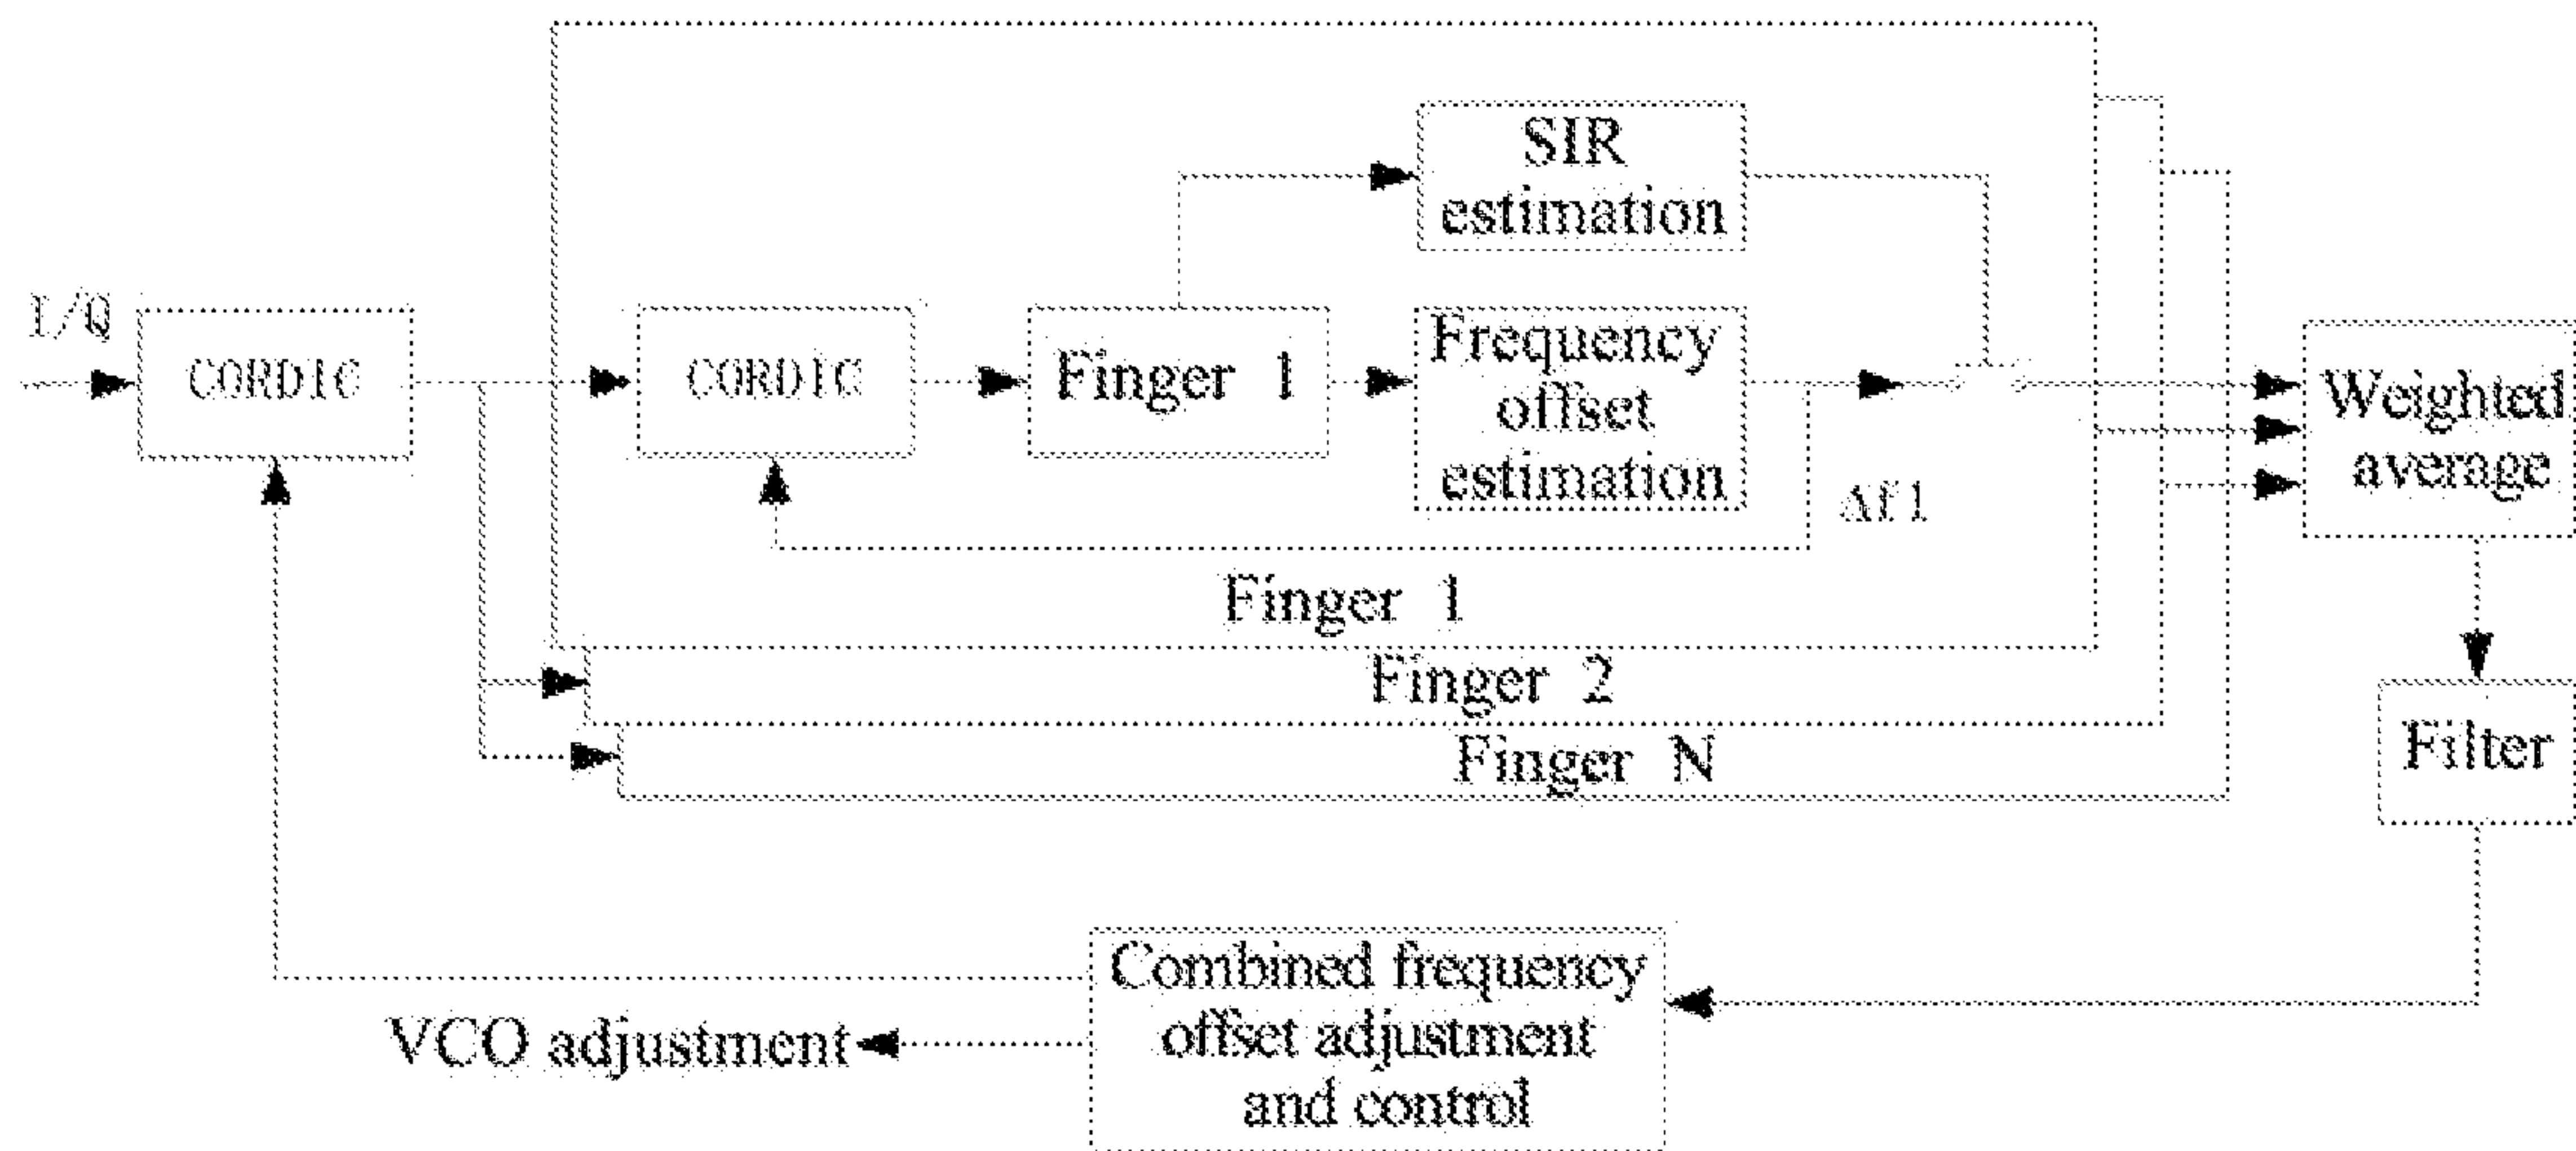 SIR
estimation
I/Q
CORDIC
CORDIC
Finger 1
Frequency
offset
estimation
Weighted
average
Δf1
Finger 1
Finger 2
Finger N
Filter
Combined frequency
offset adjustment
and control
VCO adjustment